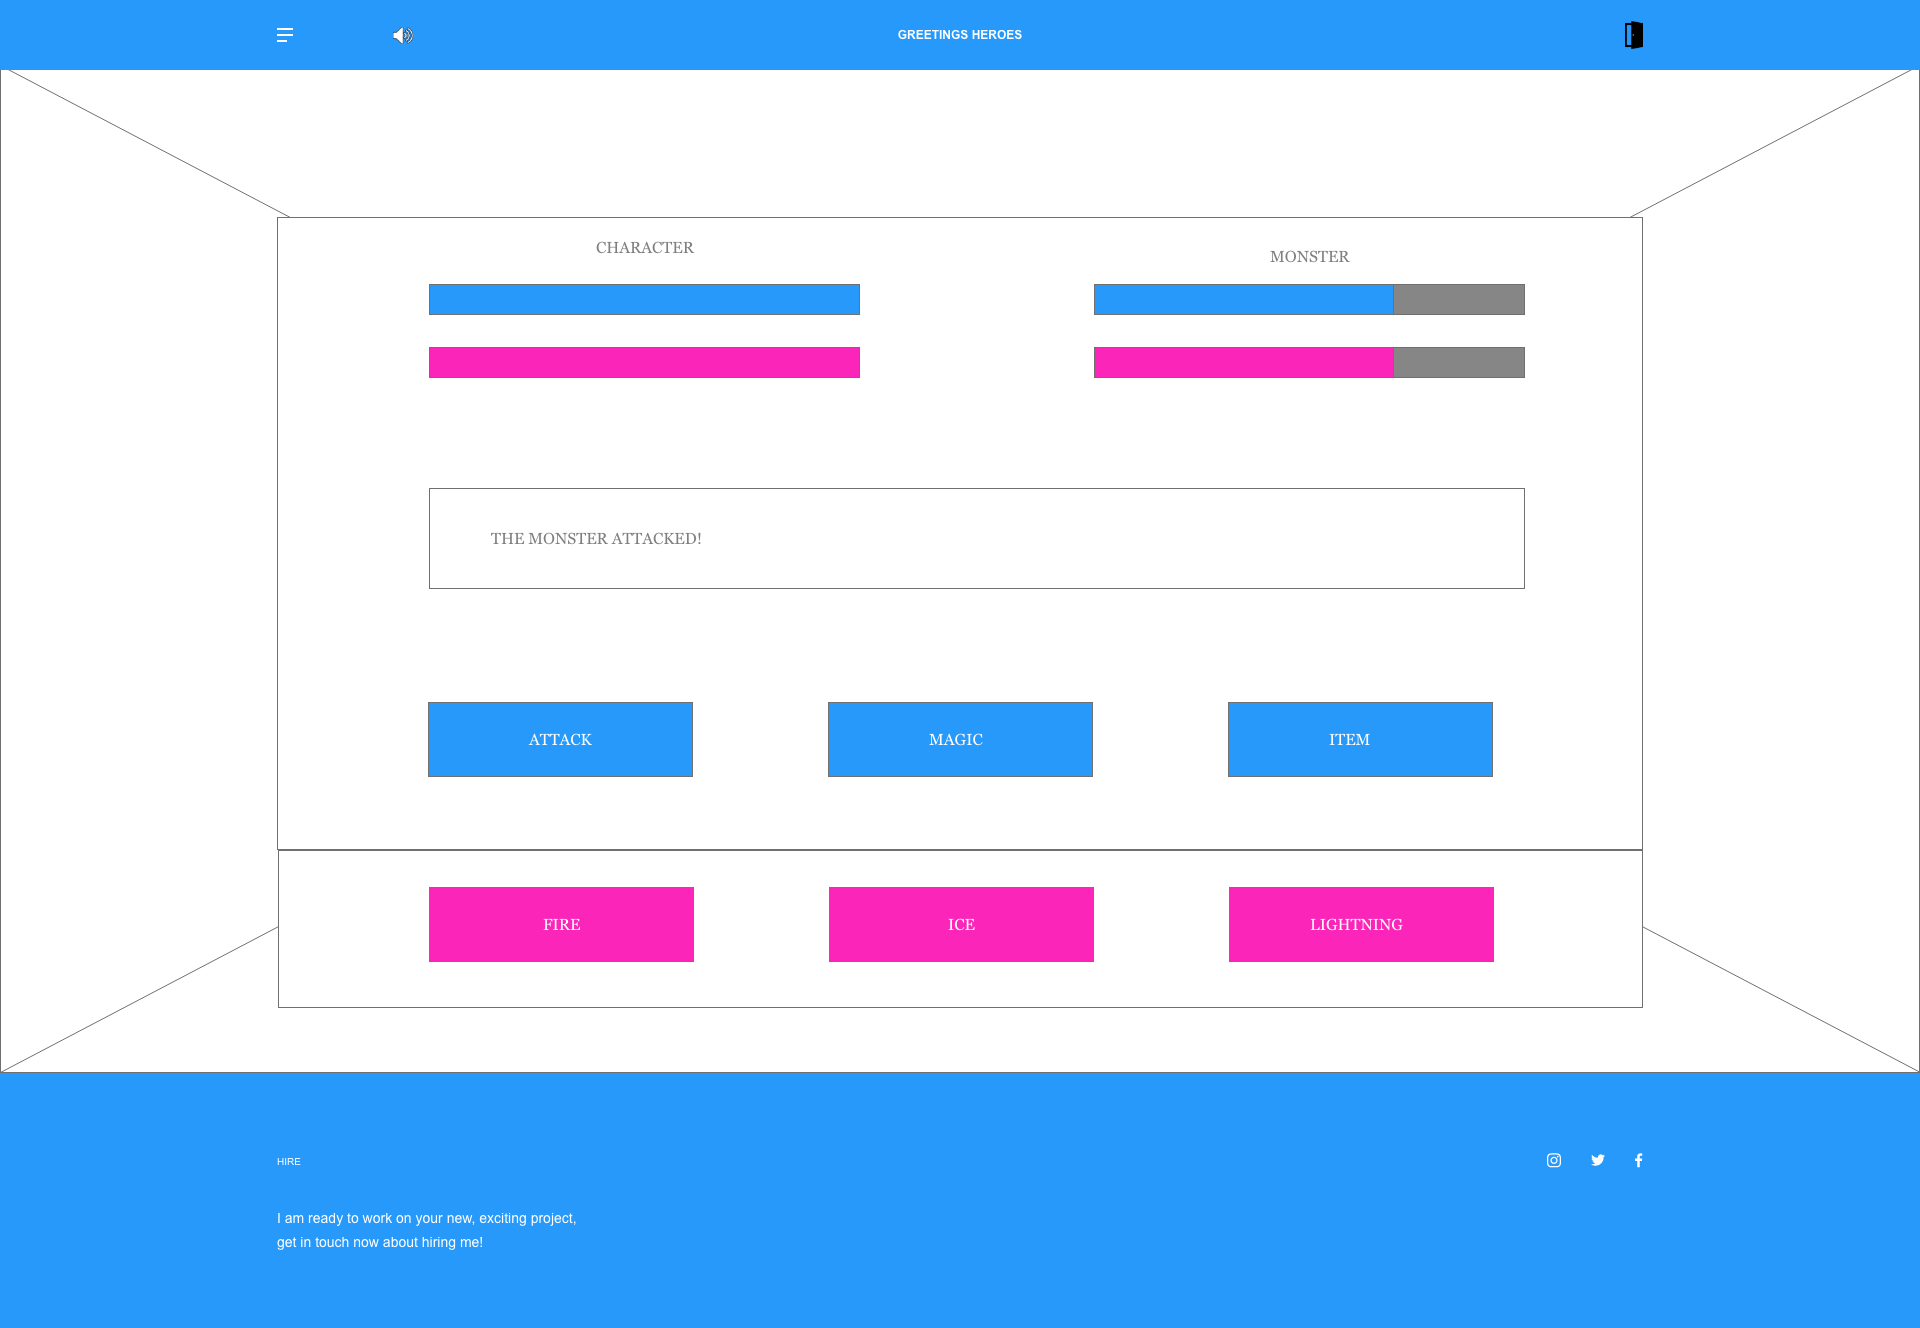 GREETINGS HEROES
CHARACTER
MONSTER
THE MONSTER ATTACKED!
ATTACK
MAGIC
ITEM
FIRE
ICE
LIGHTNING
HIRE
I am ready to work on your new, exciting project,
get in touch now about hiring me!